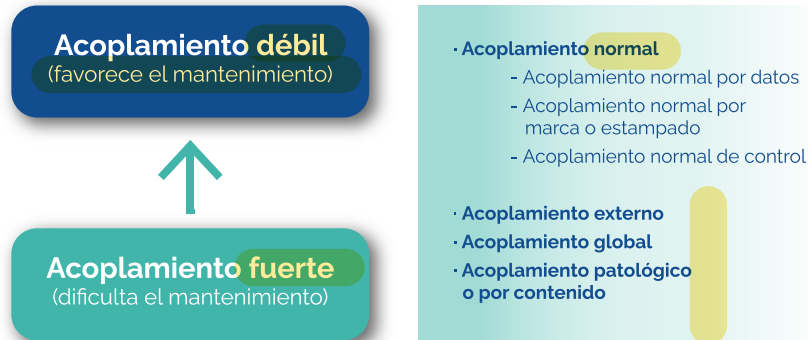 Acoplamiento débil
(favorece el mantenimiento)
Acoplamiento fuerte
(dificulta el mantenimiento)
· Acoplamiento normal
- Acoplamiento normal por datos
- Acoplamiento normal por
marca o estampado
- Acoplamiento normal de control
· Acoplamiento externo
· Acoplamiento global
· Acoplamiento patológico
o por contenido